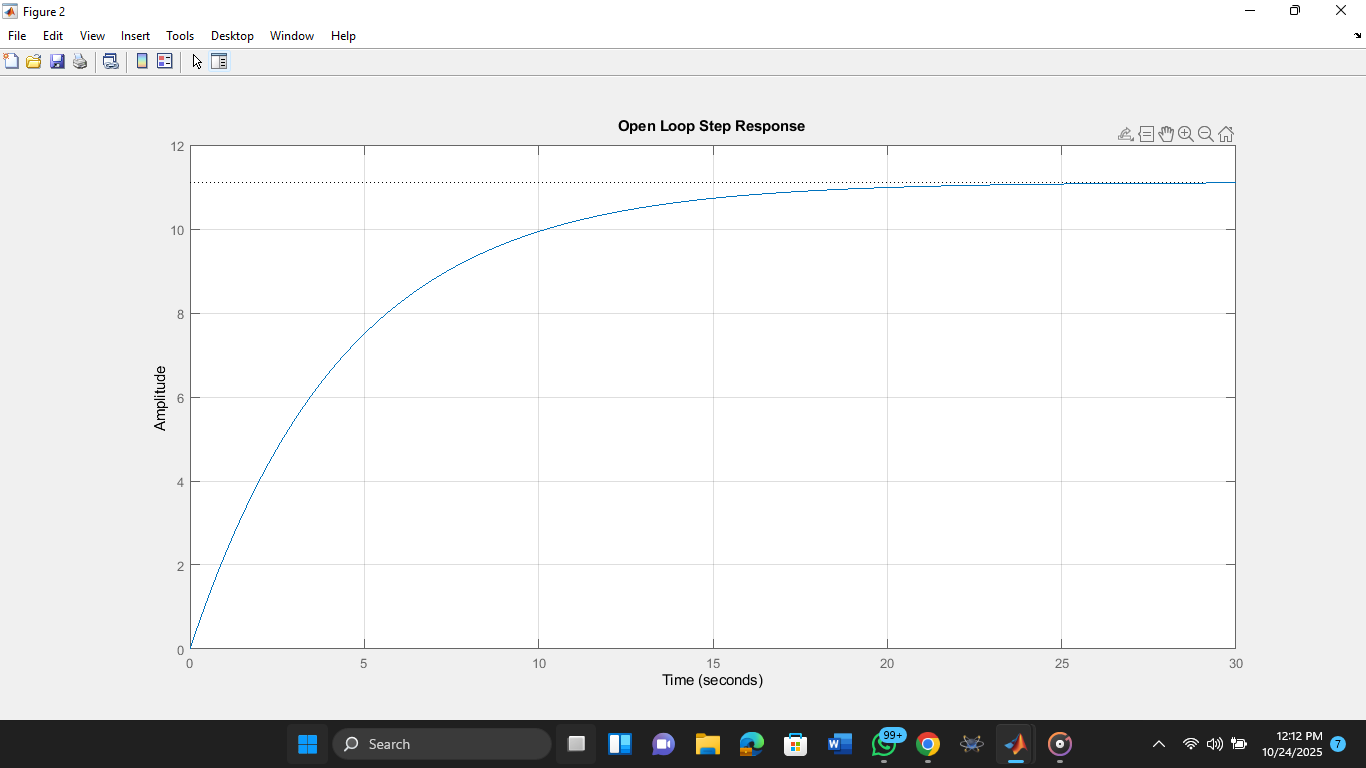 Figure 2
File Edit View Insert Tools Desktop Window Help
Open Loop Step Response
12
10
8
6
4
2
0
Amplitude
0 5 10 15 20 25 30
Time (seconds)
Search
99+
12:12 PM
10/24/2025
7